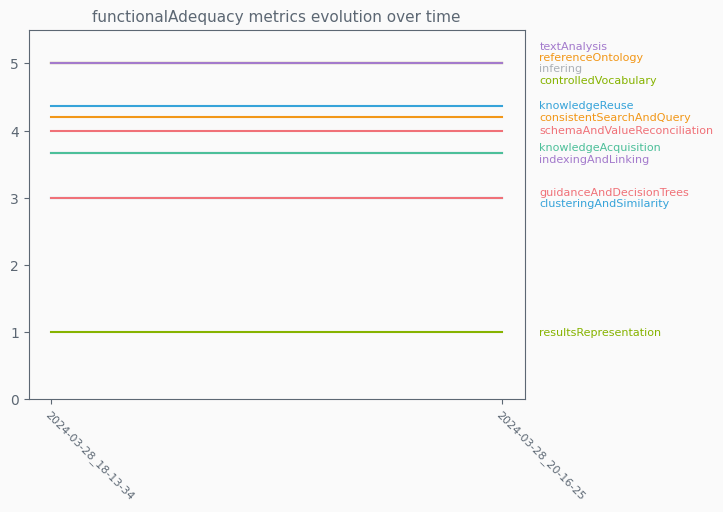 functionalAdequacy metrics evolution over time
5
4
3
2
1
0
textAnalysis
referenceOntology
infering
controlledVocabulary
knowledgeReuse
consistentSearchAndQuery
schemaAndValueReconciliation
knowledgeAcquisition
indexingAndLinking
guidanceAndDecisionTrees
clusteringAndSimilarity
resultsRepresentation
2024-03-28_18-13-34
2024-03-28_20-16-25